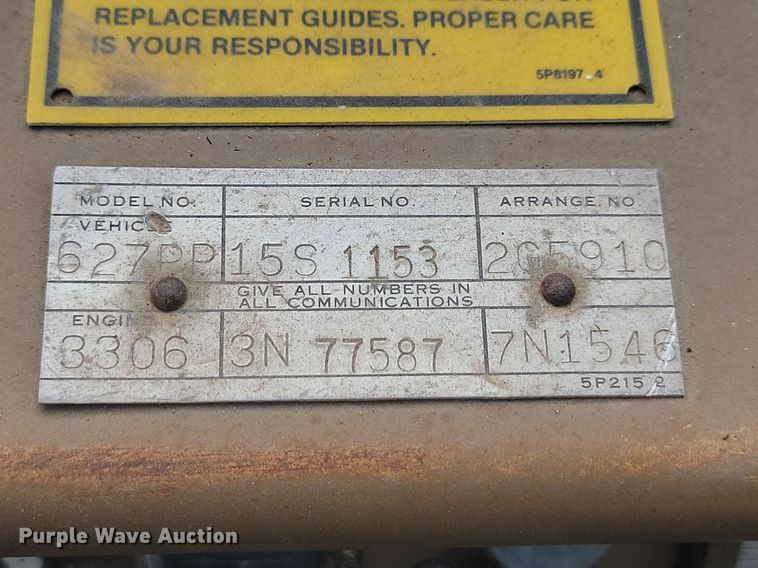 REPLACEMENT GUIDES. PROPER CARE
IS YOUR RESPONSIBILITY.
5P8197 4
MODEL NO. SERIAL NO. ARRANGE. NO
VEHICLE
627PP 15S 1153 2G5910
GIVE ALL NUMBERS IN
ALL COMMUNICATIONS
ENGINE
3306 3N 77587 7N1546
5P215 2
Purple Wave Auction